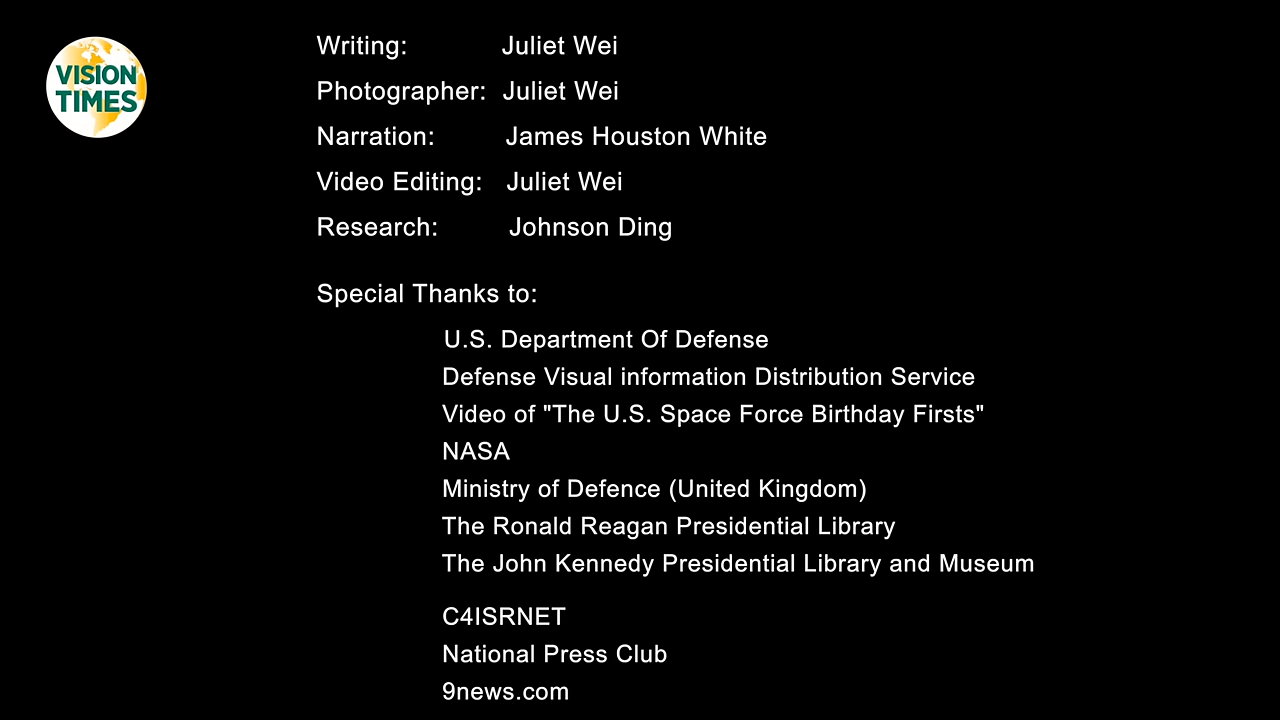 VISION
TIMES
Writing: Juliet Wei
Photographer: Juliet Wei
Narration: James Houston White
Video Editing: Juliet Wei
Research: Johnson Ding
Special Thanks to:
U.S. Department Of Defense
Defense Visual information Distribution Service
Video of "The U.S. Space Force Birthday Firsts"
NASA
Ministry of Defence (United Kingdom)
The Ronald Reagan Presidential Library
The John Kennedy Presidential Library and Museum
C4ISRNET
National Press Club
9news.com